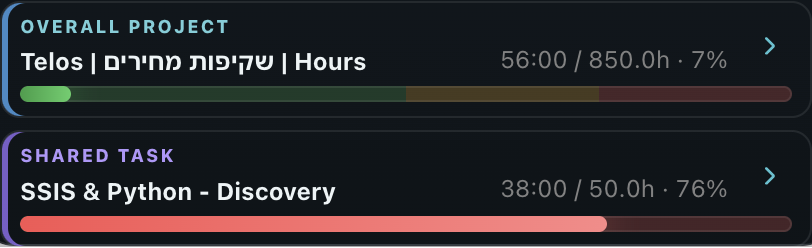 OVERALL PROJECT
Telos | שקיפות מחירים | Hours
56:00 / 850.0h · 7%
SHARED TASK
SSIS & Python - Discovery
38:00 / 50.0h · 76%